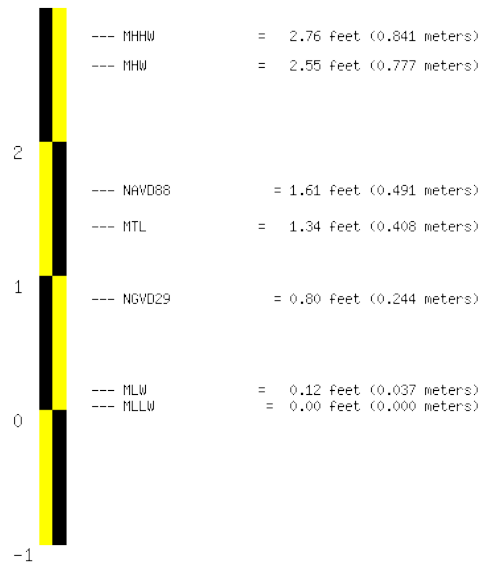 --- MHHW = 2.76 feet (0.841 meters)
--- MHW = 2.55 feet (0.777 meters)
2
--- NAVD88 = 1.61 feet (0.491 meters)
--- MTL = 1.34 feet (0.408 meters)
1
--- NGVD29 = 0.80 feet (0.244 meters)
--- MLW = 0.12 feet (0.037 meters)
--- MLLW = 0.00 feet (0.000 meters)
0
-1